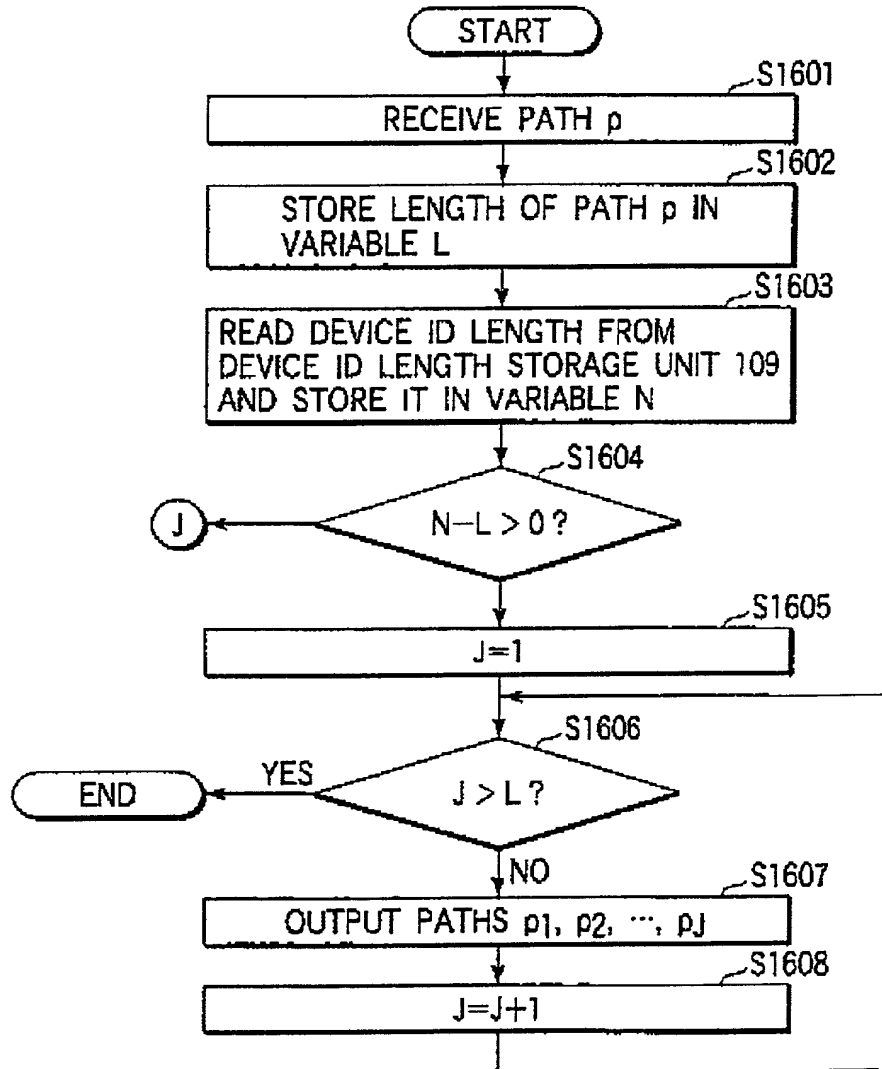 START
S1601
RECEIVE PATH p
S1602
STORE LENGTH OF PATH p IN
VARIABLE L
S1603
READ DEVICE ID LENGTH FROM
DEVICE ID LENGTH STORAGE UNIT 109
AND STORE IT IN VARIABLE N
S1604
J
N-L > 0 ?
S1605
J=1
S1606
YES
END
J > L ?
NO
S1607
OUTPUT PATHS p1, p2, ···, pJ
S1608
J=J+1